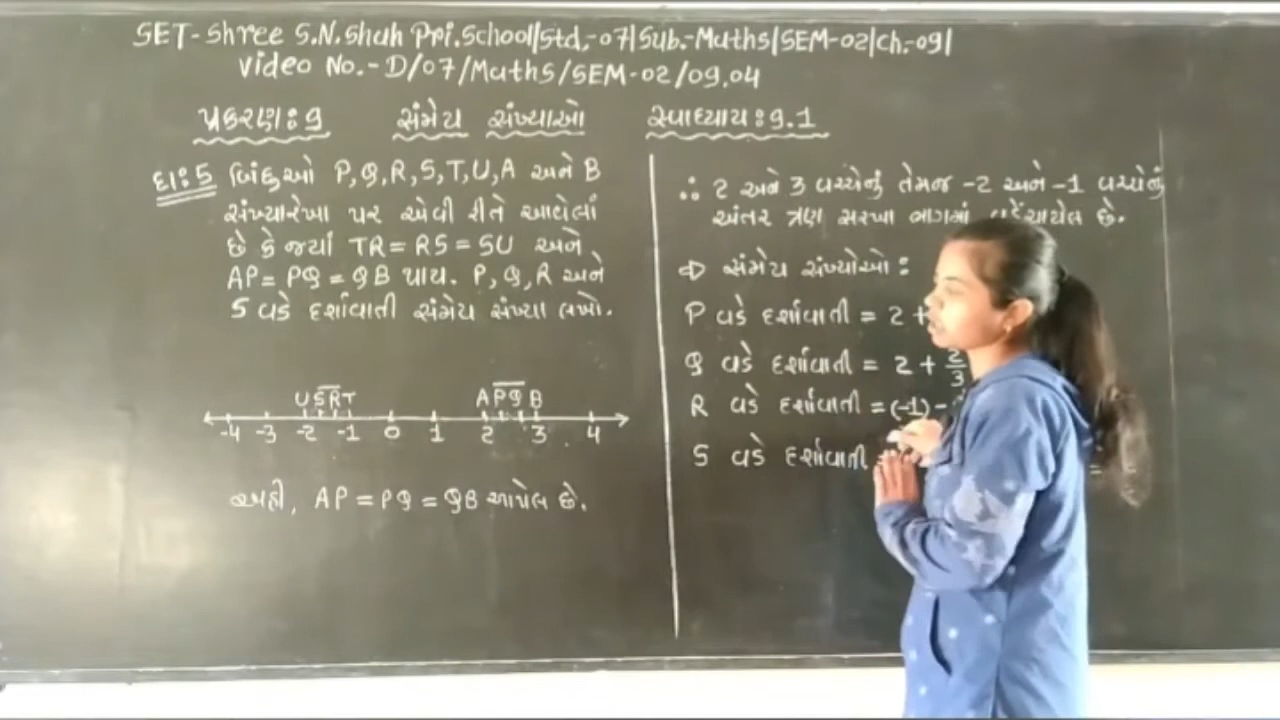 SET-Shree S.N.Shah Pri.School/Std.-07/Sub.-Maths/SEM-02/Ch.-09/
Video No.-D/07/Maths/SEM-02/09.04
પ્રકરણ:9 સંમેય સંખ્યાઓ સ્વાધ્યાય:9.1
દા:5 બિંદુઓ P,Q,R,S,T,U,A અને B
સંખ્યારેખા પર એવી રીતે આવેલાં
છે કે જ્યાં TR=RS=SU અને
AP=PQ=QB થાય. P,Q,R અને
S વડે દર્શાવાતી સંમેય સંખ્યા લખો.
U S R T A P Q B
-4 -3 -2 -1 0 1 2 3 4
અહીં, AP=PQ=QB આપેલ છે.
∴ 2 અને 3 વચ્ચેનું તેમજ -2 અને -1 વચ્ચેનું
અંતર ત્રણ સરખા ભાગમાં વહેંચાયેલ છે.
⇒ સંમેય સંખ્યાઓ:
P વડે દર્શાવાતી = 2 +
Q વડે દર્શાવાતી = 2 + 2/3
R વડે દર્શાવાતી = (-1) -
S વડે દર્શાવાતી